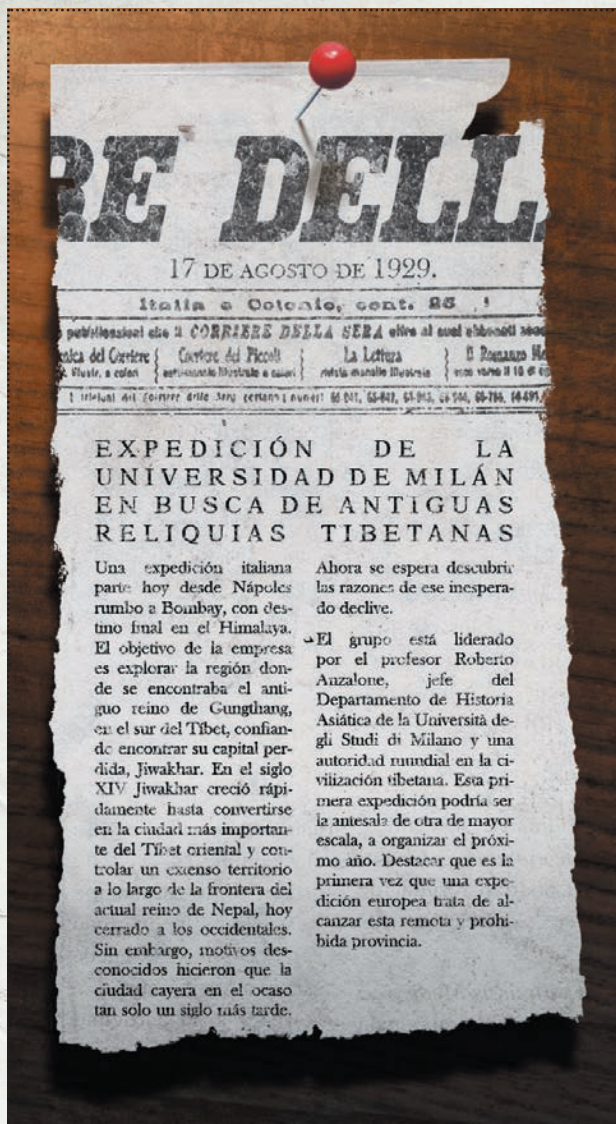 RE DELL
17 DE AGOSTO DE 1929.
Italia e Colonie, cent. 25
che il CORRIERE DELLA SERA
del Corriere
Corriere dei Piccoli
La Lettura
Il Romanzo
EXPEDICIÓN DE LA
UNIVERSIDAD DE MILÁN
EN BUSCA DE ANTIGUAS
RELIQUIAS TIBETANAS
Una expedición italiana
parte hoy desde Nápoles
rumbo a Bombay, con des-
tino final en el Himalaya.
El objetivo de la empresa
es explorar la región don-
de se encontraba el anti-
guo reino de Gungthang,
en el sur del Tíbet, confian-
do encontrar su capital per-
dida, Jiwakhar. En el siglo
XIV Jiwakhar creció rápi-
damente hasta convertirse
en la ciudad más importan-
te del Tíbet oriental y con-
trolar un extenso territorio
a lo largo de la frontera del
actual reino de Nepal, hoy
cerrado a los occidentales.
Sin embargo, motivos des-
conocidos hicieron que la
ciudad cayera en el ocaso
tan solo un siglo más tarde.
Ahora se espera descubrir
las razones de ese inespera-
do declive.
El grupo está liderado
por el profesor Roberto
Anzalone, jefe del
Departamento de Historia
Asiática de la Università de-
gli Studi di Milano y una
autoridad mundial en la ci-
vilización tibetana. Esta pri-
mera expedición podría ser
la antesala de otra de mayor
escala, a organizar el próxi-
mo año. Destacar que es la
primera vez que una expe-
dición europea trata de al-
canzar esta remota y prohi-
bida provincia.